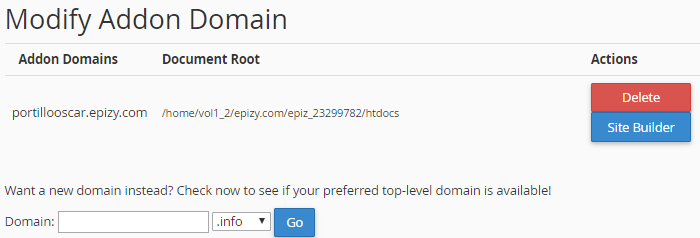 Modify Addon Domain
Addon Domains Document Root Actions
portillooscar.epizy.com /home/vol1_2/epizy.com/epiz_23299782/htdocs Delete
Site Builder
Want a new domain instead? Check now to see if your preferred top-level domain is available!
Domain: .info Go